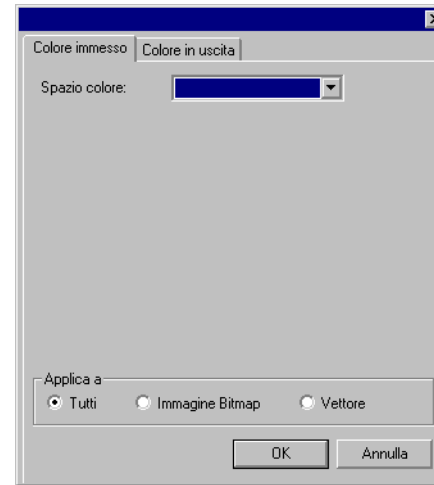 Colore immesso Colore in uscita
Spazio colore:
Applica a
Tutti Immagine Bitmap Vettore
OK Annulla